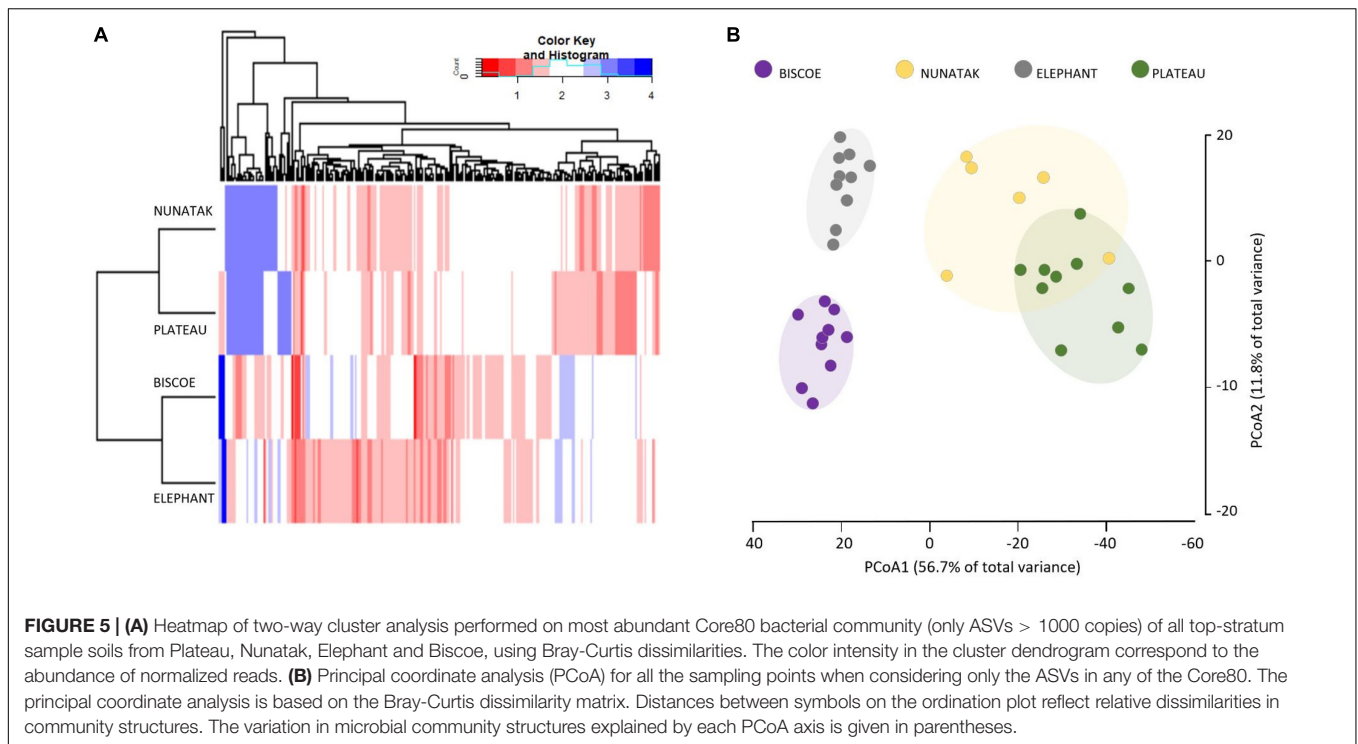 A
Color Key
and Histogram
Count
0
1 2 3 4
NUNATAK
PLATEAU
BISCOE
ELEPHANT
B
BISCOE NUNATAK ELEPHANT PLATEAU
20
0
-10
-20
PCoA2 (11.8% of total variance)
40 20 0 -20 -40 -60
PCoA1 (56.7% of total variance)
FIGURE 5 | (A) Heatmap of two-way cluster analysis performed on most abundant Core80 bacterial community (only ASVs > 1000 copies) of all top-stratum
sample soils from Plateau, Nunatak, Elephant and Biscoe, using Bray-Curtis dissimilarities. The color intensity in the cluster dendrogram correspond to the
abundance of normalized reads. (B) Principal coordinate analysis (PCoA) for all the sampling points when considering only the ASVs in any of the Core80. The
principal coordinate analysis is based on the Bray-Curtis dissimilarity matrix. Distances between symbols on the ordination plot reflect relative dissimilarities in
community structures. The variation in microbial community structures explained by each PCoA axis is given in parentheses.